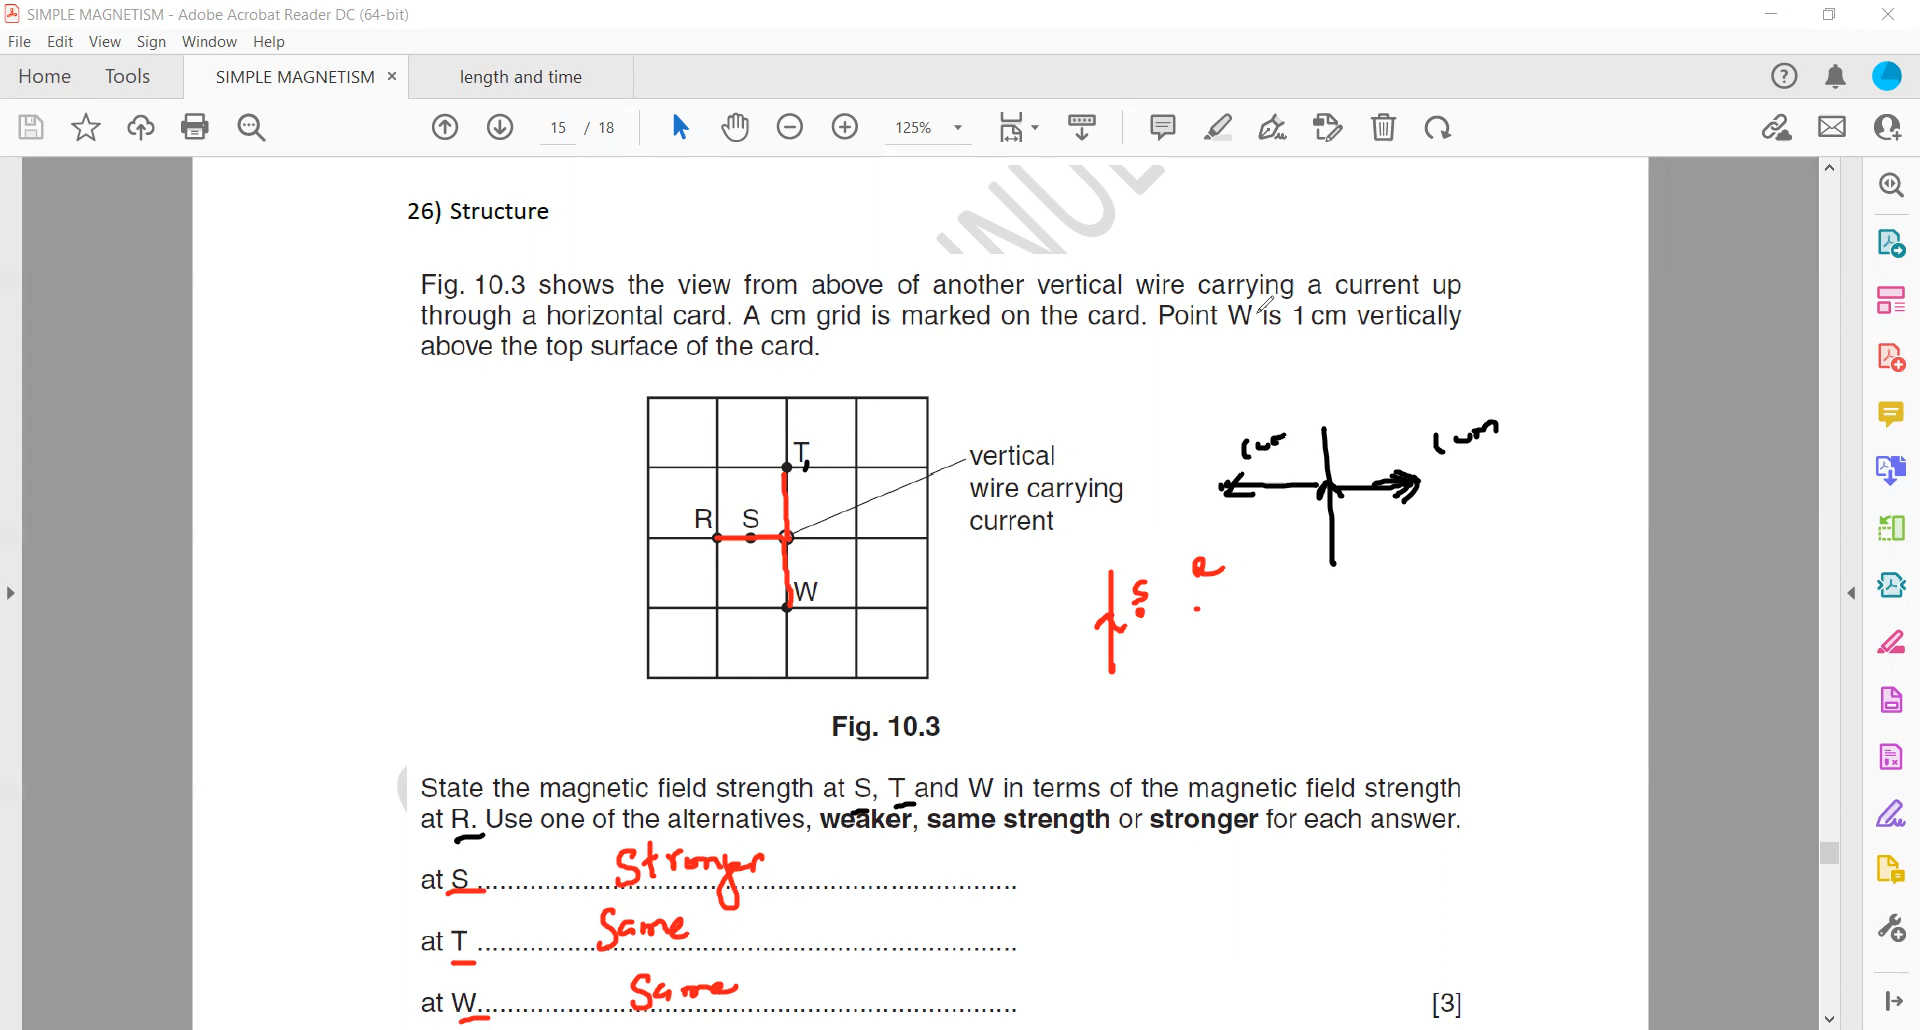 SIMPLE MAGNETISM - Adobe Acrobat Reader DC (64-bit)
File Edit View Sign Window Help
Home Tools SIMPLE MAGNETISM × length and time
15 / 18 125%
26) Structure
Fig. 10.3 shows the view from above of another vertical wire carrying a current up
through a horizontal card. A cm grid is marked on the card. Point W is 1 cm vertically
above the top surface of the card.
T
vertical
wire carrying
current
R S
W
S
R
Fig. 10.3
State the magnetic field strength at S, T and W in terms of the magnetic field strength
at R. Use one of the alternatives, weaker, same strength or stronger for each answer.
at S Stronger
at T Same
at W Same
[3]